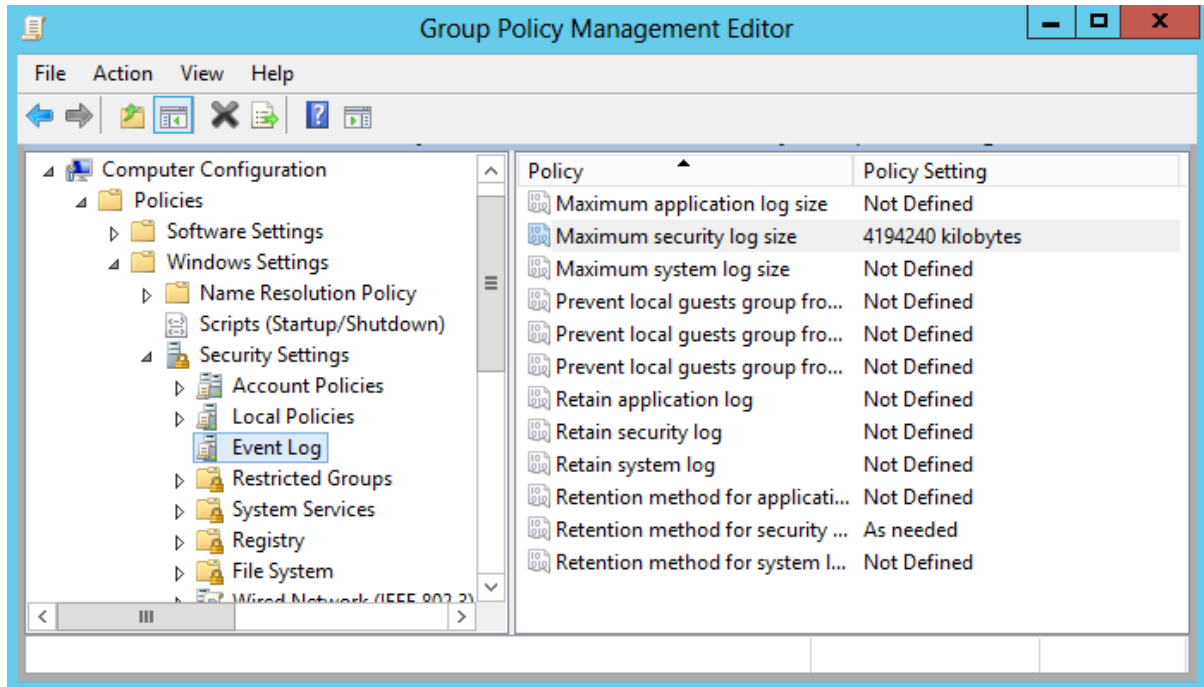 Group Policy Management Editor
File Action View Help
Computer Configuration
Policies
Software Settings
Windows Settings
Name Resolution Policy
Scripts (Startup/Shutdown)
Security Settings
Account Policies
Local Policies
Event Log
Restricted Groups
System Services
Registry
File System
Wired Network (IEEE 802.3)
Policy Policy Setting
Maximum application log size Not Defined
Maximum security log size 4194240 kilobytes
Maximum system log size Not Defined
Prevent local guests group fro... Not Defined
Prevent local guests group fro... Not Defined
Prevent local guests group fro... Not Defined
Retain application log Not Defined
Retain security log Not Defined
Retain system log Not Defined
Retention method for applicati... Not Defined
Retention method for security ... As needed
Retention method for system l... Not Defined